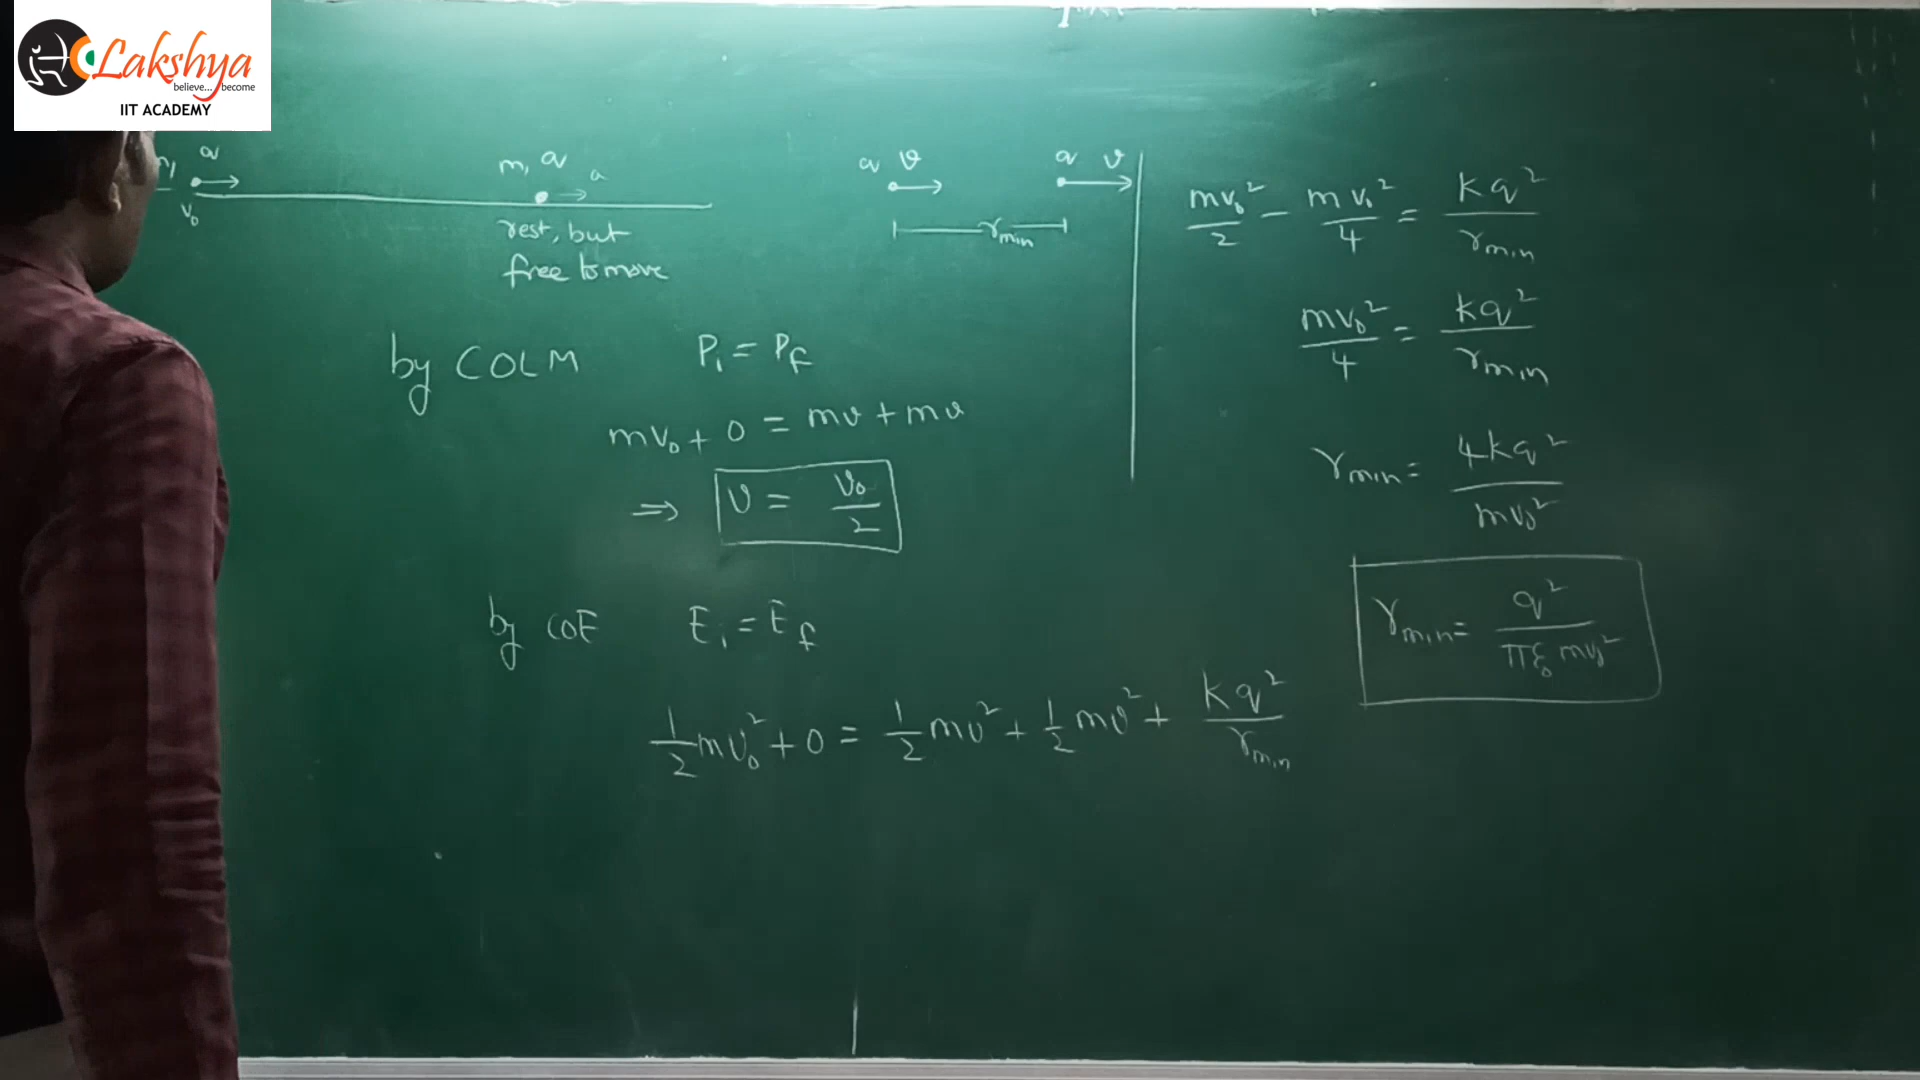 Lakshya
believe... become
IIT ACADEMY
q
m, q a
v₀
rest, but
free to move
q v q v
r_min
by COLM P_i = P_f
mv₀ + 0 = mv + mv
⇒ v = v₀/2
by COE E_i = E_f
1/2 mv₀² + 0 = 1/2 mv² + 1/2 mv² + kq²/r_min
mv₀²/2 − mv₀²/4 = kq²/r_min
mv₀²/4 = kq²/r_min
r_min = 4kq²/mv₀²
r_min = q²/πε₀mv₀²